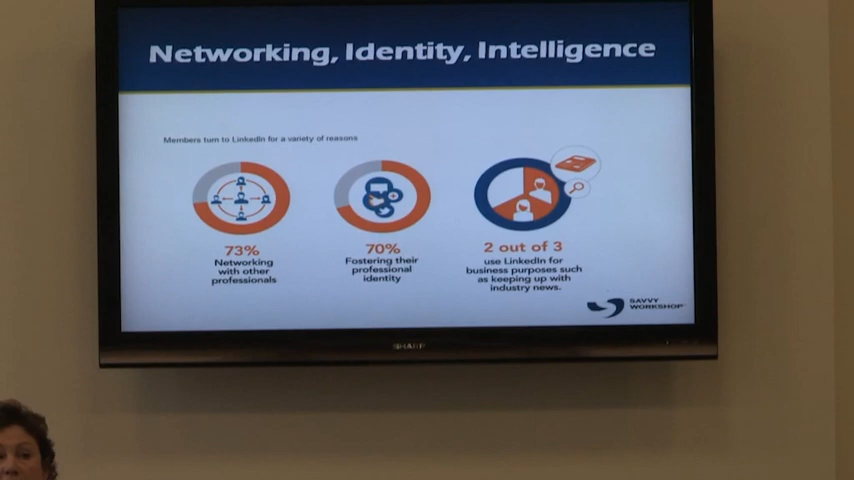 Networking, Identity, Intelligence
Members turn to LinkedIn for a variety of reasons
73%
Networking
with other
professionals
70%
Fostering their
professional
identity
2 out of 3
use LinkedIn for
business purposes such
as keeping up with
industry news.
SAVVY
WORKSHOP
SHARP